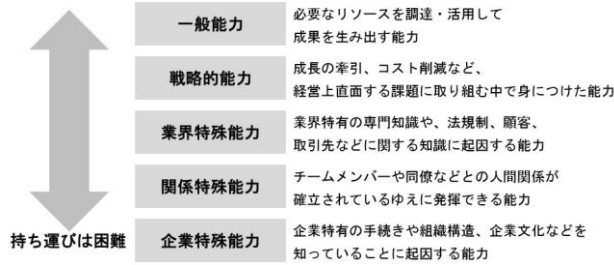 一般能力
必要なリソースを調達・活用して
成果を生み出す能力
戦略的能力
成長の牽引、コスト削減など、
経営上直面する課題に取り組む中で身につけた能力
業界特殊能力
業界特有の専門知識や、法規制、顧客、
取引先などに関する知識に起因する能力
関係特殊能力
チームメンバーや同僚などとの人間関係が
確立されているゆえに発揮できる能力
持ち運びは困難
企業特殊能力
企業特有の手続きや組織構造、企業文化などを
知っていることに起因する能力